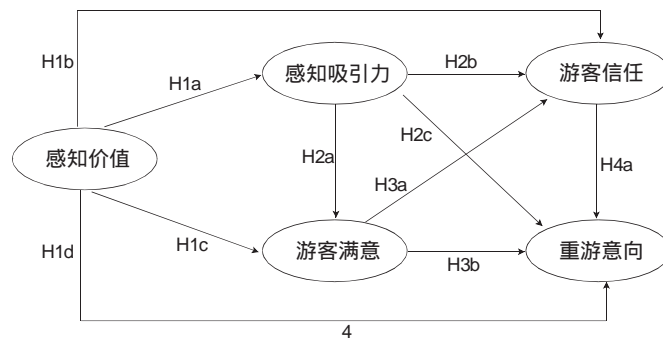 H1b
感知吸引力
H2b
游客信任
H1a
H2c
感知价值
H2a
H3a
H4a
H1d
H1c
游客满意
H3b
重游意向
4